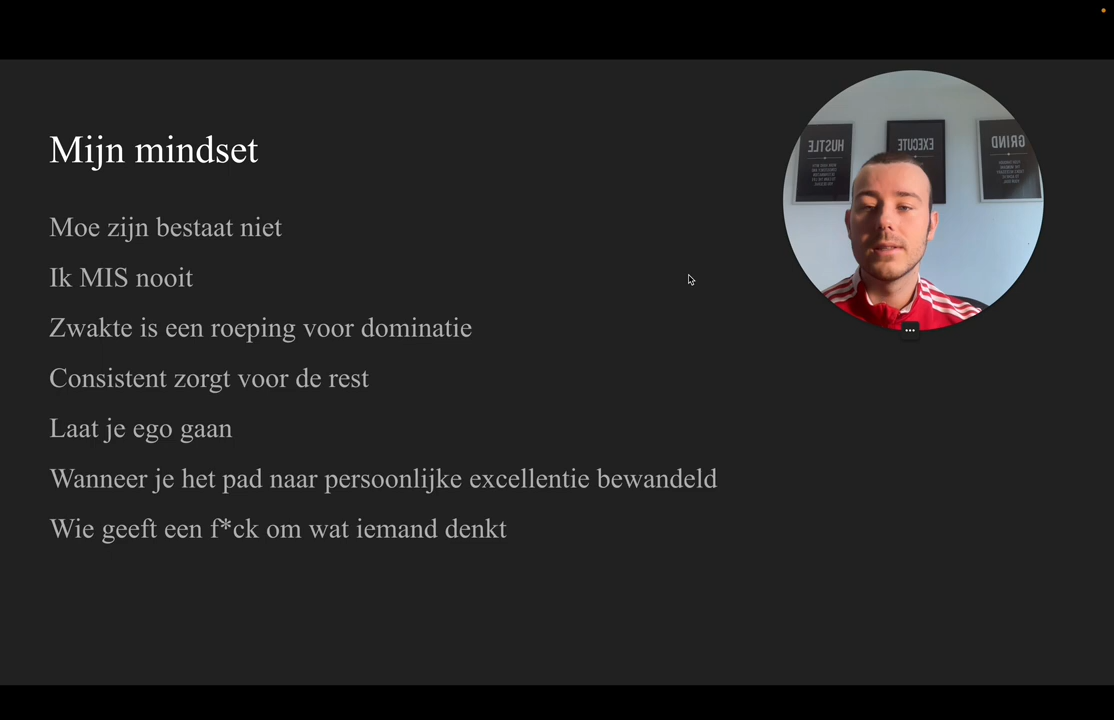 Mijn mindset
Moe zijn bestaat niet
Ik MIS nooit
Zwakte is een roeping voor dominatie
Consistent zorgt voor de rest
Laat je ego gaan
Wanneer je het pad naar persoonlijke excellentie bewandeld
Wie geeft een f*ck om wat iemand denkt
HUSTLE
EXECUTE
GRIND